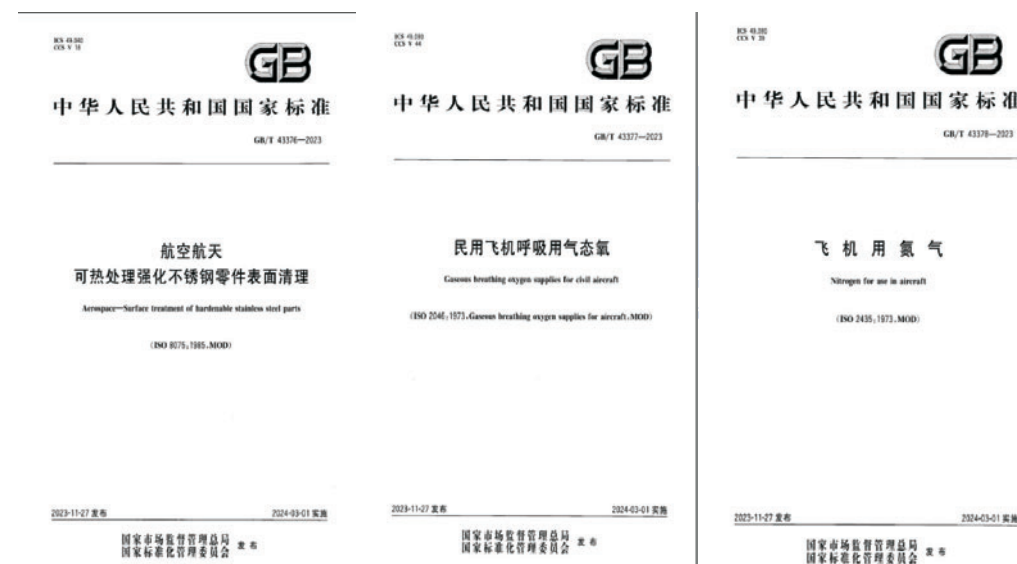 GB
中华人民共和国国家标准
GB/T 43376—2023
航空航天
可热处理强化不锈钢零件表面清理
Aerospace—Surface treatment of hardenable stainless steel parts
(ISO 8075:1985,MOD)
2023-11-27 发布
2024-03-01 实施
国家市场监督管理总局
国家标准化管理委员会
发布
GB
中华人民共和国国家标准
GB/T 43377—2023
民用飞机呼吸用气态氧
Gaseous breathing oxygen supplies for civil aircraft
(ISO 2046:1973,Gaseous breathing oxygen supplies for aircraft,MOD)
2023-11-27 发布
2024-03-01 实施
国家市场监督管理总局
国家标准化管理委员会
发布
GB
中华人民共和国国家标准
GB/T 43378—2023
飞机用氮气
Nitrogen for use in aircraft
(ISO 2435:1973,MOD)
2023-11-27 发布
2024-03-01 实施
国家市场监督管理总局
国家标准化管理委员会
发布